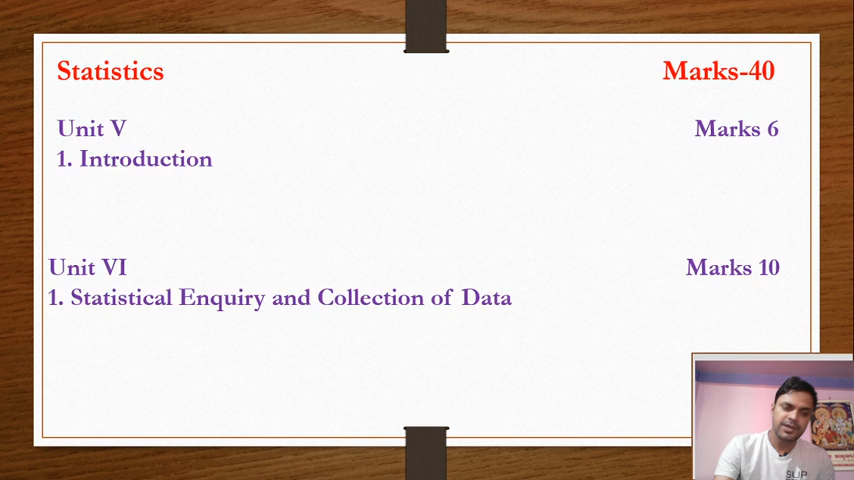 Statistics Marks-40
Unit V Marks 6
1. Introduction
Unit VI Marks 10
1. Statistical Enquiry and Collection of Data